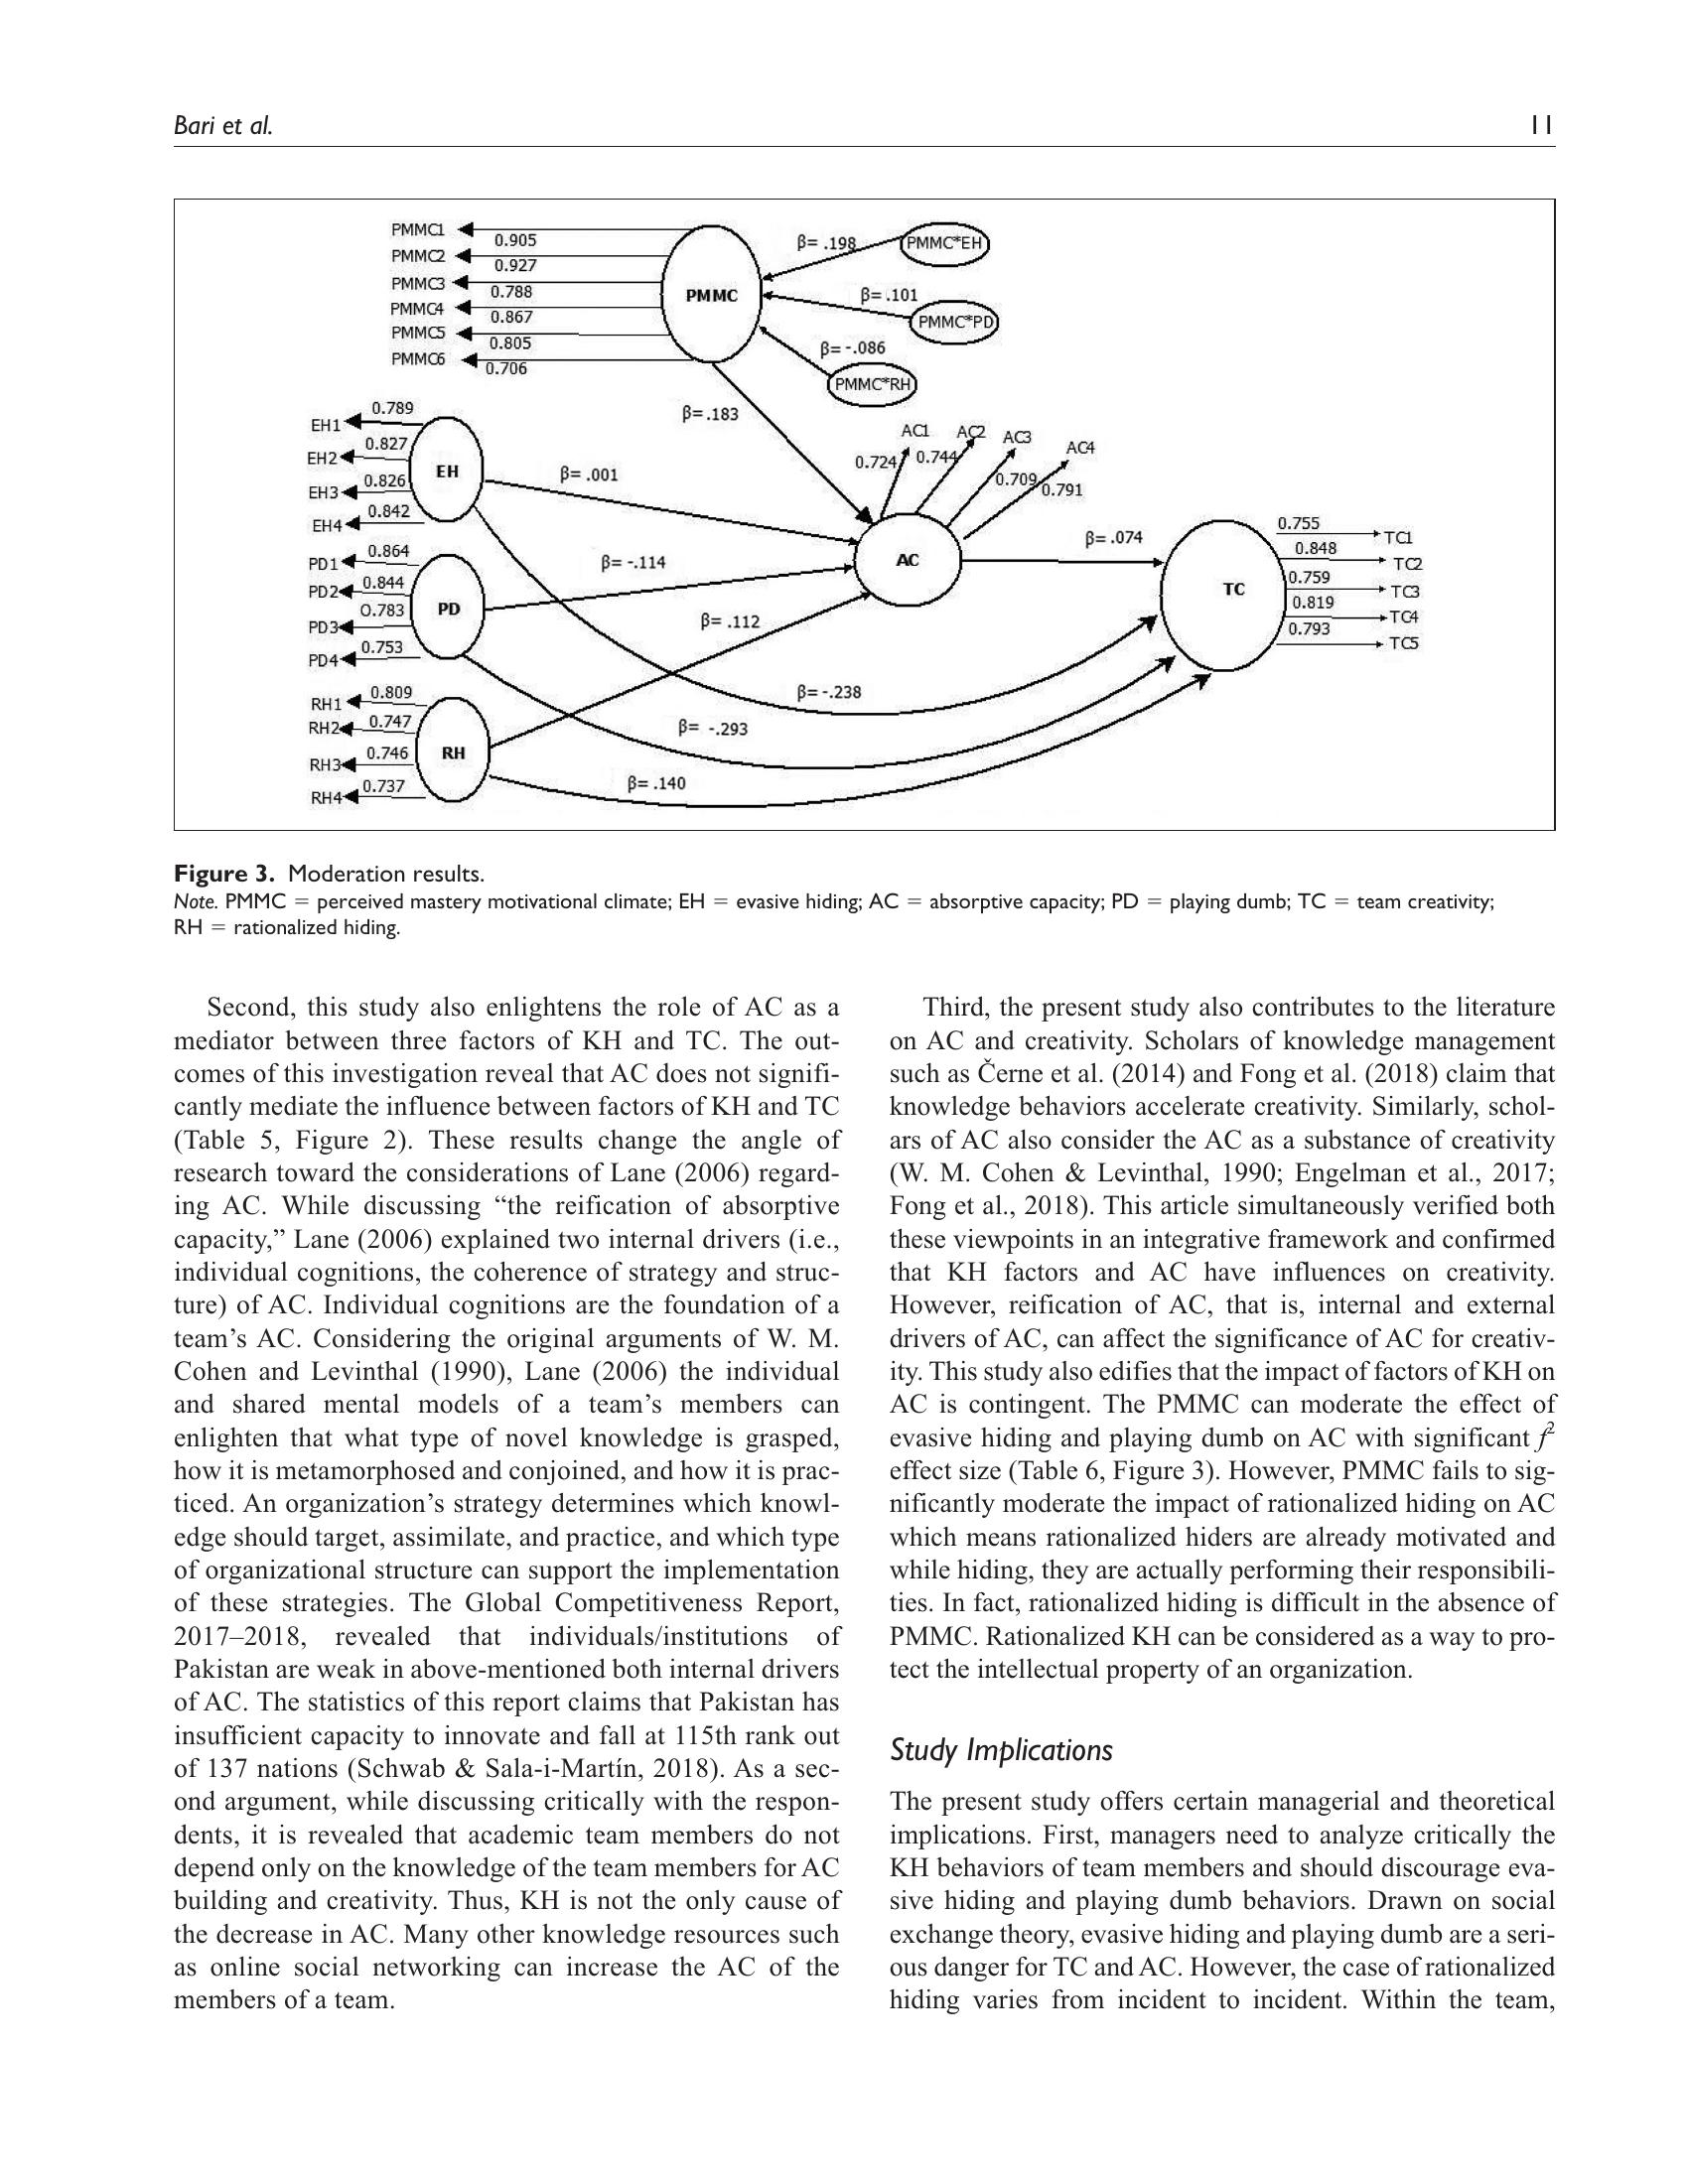 Bari et al.
11
PMMC1
0.905
PMMC2
0.927
PMMC3
0.788
PMMC4
0.867
PMMC5
0.805
PMMC6
0.706
PMMC
β= .198
PMMC*EH
β= .101
PMMC*PD
β= -.086
PMMC*RH
β= .183
EH1
0.789
EH2
0.827
EH3
0.826
EH4
0.842
EH
β= .001
AC1
AC2
AC3
AC4
0.724
0.744
0.709
0.791
AC
β= .074
PD1
0.864
PD2
0.844
PD3
0.783
PD4
0.753
PD
β= -.114
β= .112
TC
0.755
TC1
0.848
TC2
0.759
TC3
0.819
TC4
0.793
TC5
RH1
0.809
RH2
0.747
RH3
0.746
RH4
0.737
RH
β= -.238
β= -.293
β= .140
Figure 3. Moderation results.
Note. PMMC = perceived mastery motivational climate; EH = evasive hiding; AC = absorptive capacity; PD = playing dumb; TC = team creativity;
RH = rationalized hiding.
Second, this study also enlightens the role of AC as a
mediator between three factors of KH and TC. The out-
comes of this investigation reveal that AC does not signifi-
cantly mediate the influence between factors of KH and TC
(Table 5, Figure 2). These results change the angle of
research toward the considerations of Lane (2006) regard-
ing AC. While discussing “the reification of absorptive
capacity,” Lane (2006) explained two internal drivers (i.e.,
individual cognitions, the coherence of strategy and struc-
ture) of AC. Individual cognitions are the foundation of a
team’s AC. Considering the original arguments of W. M.
Cohen and Levinthal (1990), Lane (2006) the individual
and shared mental models of a team’s members can
enlighten that what type of novel knowledge is grasped,
how it is metamorphosed and conjoined, and how it is prac-
ticed. An organization’s strategy determines which knowl-
edge should target, assimilate, and practice, and which type
of organizational structure can support the implementation
of these strategies. The Global Competitiveness Report,
2017–2018, revealed that individuals/institutions of
Pakistan are weak in above-mentioned both internal drivers
of AC. The statistics of this report claims that Pakistan has
insufficient capacity to innovate and fall at 115th rank out
of 137 nations (Schwab & Sala-i-Martín, 2018). As a sec-
ond argument, while discussing critically with the respon-
dents, it is revealed that academic team members do not
depend only on the knowledge of the team members for AC
building and creativity. Thus, KH is not the only cause of
the decrease in AC. Many other knowledge resources such
as online social networking can increase the AC of the
members of a team.
Third, the present study also contributes to the literature
on AC and creativity. Scholars of knowledge management
such as Černe et al. (2014) and Fong et al. (2018) claim that
knowledge behaviors accelerate creativity. Similarly, schol-
ars of AC also consider the AC as a substance of creativity
(W. M. Cohen & Levinthal, 1990; Engelman et al., 2017;
Fong et al., 2018). This article simultaneously verified both
these viewpoints in an integrative framework and confirmed
that KH factors and AC have influences on creativity.
However, reification of AC, that is, internal and external
drivers of AC, can affect the significance of AC for creativ-
ity. This study also edifies that the impact of factors of KH on
AC is contingent. The PMMC can moderate the effect of
evasive hiding and playing dumb on AC with significant f²
effect size (Table 6, Figure 3). However, PMMC fails to sig-
nificantly moderate the impact of rationalized hiding on AC
which means rationalized hiders are already motivated and
while hiding, they are actually performing their responsibili-
ties. In fact, rationalized hiding is difficult in the absence of
PMMC. Rationalized KH can be considered as a way to pro-
tect the intellectual property of an organization.
Study Implications
The present study offers certain managerial and theoretical
implications. First, managers need to analyze critically the
KH behaviors of team members and should discourage eva-
sive hiding and playing dumb behaviors. Drawn on social
exchange theory, evasive hiding and playing dumb are a seri-
ous danger for TC and AC. However, the case of rationalized
hiding varies from incident to incident. Within the team,